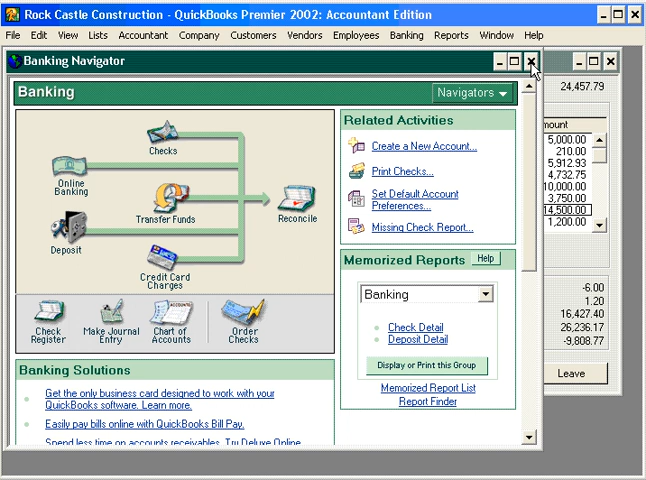 Rock Castle Construction - QuickBooks Premier 2002: Accountant Edition
File Edit View Lists Accountant Company Customers Vendors Employees Banking Reports Window Help
Banking Navigator
Banking
Navigators
Checks
Online
Banking
Transfer Funds
Reconcile
Deposit
Credit Card
Charges
Check
Register
Make Journal
Entry
Chart of
Accounts
Order
Checks
Banking Solutions
Get the only business card designed to work with your
QuickBooks software. Learn more.
Easily pay bills online with QuickBooks Bill Pay.
Spend less time on accounts receivables. Try Deluxe Online
Related Activities
Create a New Account...
Print Checks...
Set Default Account
Preferences...
Missing Check Report...
Memorized Reports Help
Banking
Check Detail
Deposit Detail
Display or Print this Group
Memorized Report List
Report Finder
24,457.79
mount
5,000.00
210.00
5,912.93
4,732.75
10,000.00
3,750.00
14,500.00
1,200.00
-6.00
1.20
16,427.40
26,236.17
-9,808.77
Leave